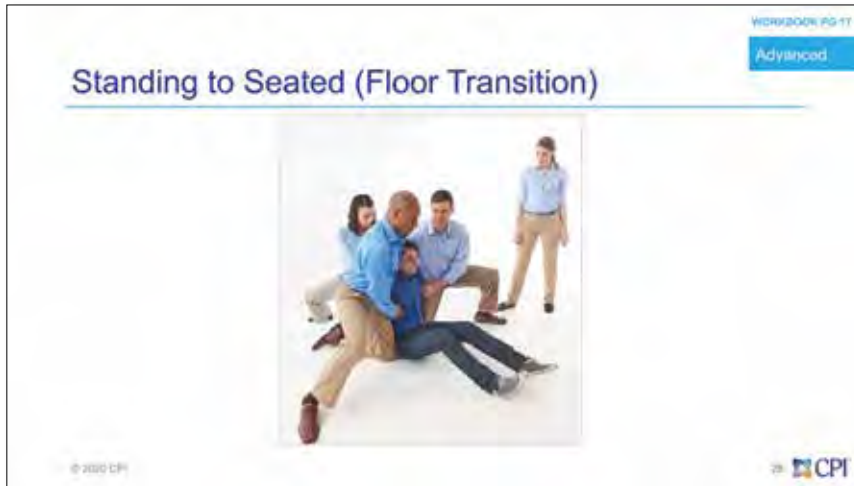 WORKBOOK PG 17
Advanced
Standing to Seated (Floor Transition)
© 2020 CPI
CPI